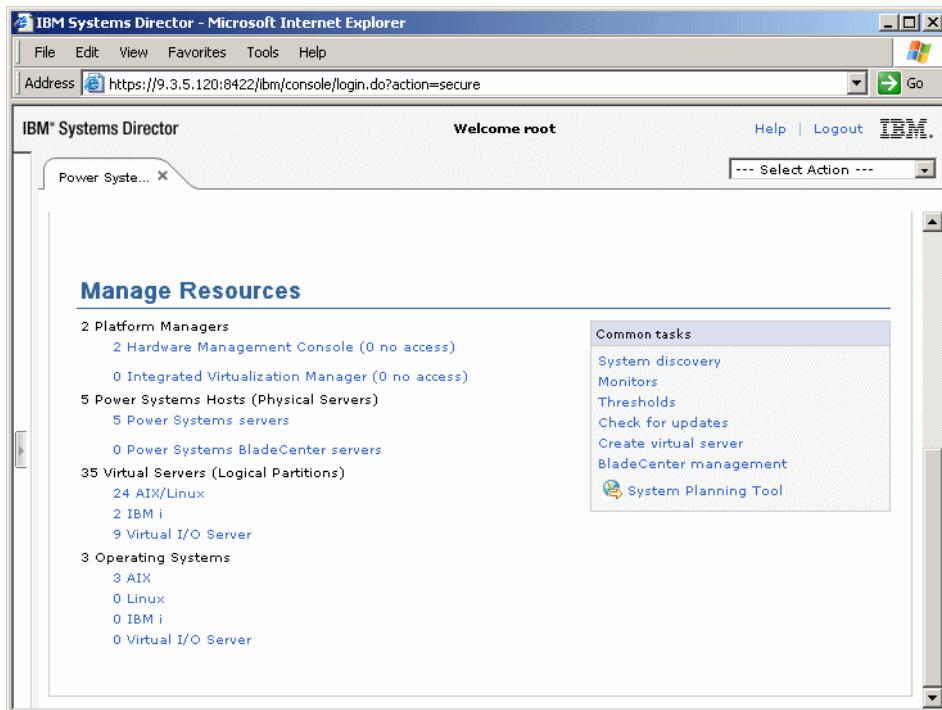 IBM Systems Director - Microsoft Internet Explorer
File Edit View Favorites Tools Help
Address https://9.3.5.120:8422/ibm/console/login.do?action=secure Go
IBM® Systems Director Welcome root Help | Logout IBM.
Power Syste... --- Select Action ---
Manage Resources
2 Platform Managers
2 Hardware Management Console (0 no access)
0 Integrated Virtualization Manager (0 no access)
5 Power Systems Hosts (Physical Servers)
5 Power Systems servers
0 Power Systems BladeCenter servers
35 Virtual Servers (Logical Partitions)
24 AIX/Linux
2 IBM i
9 Virtual I/O Server
3 Operating Systems
3 AIX
0 Linux
0 IBM i
0 Virtual I/O Server
Common tasks
System discovery
Monitors
Thresholds
Check for updates
Create virtual server
BladeCenter management
System Planning Tool